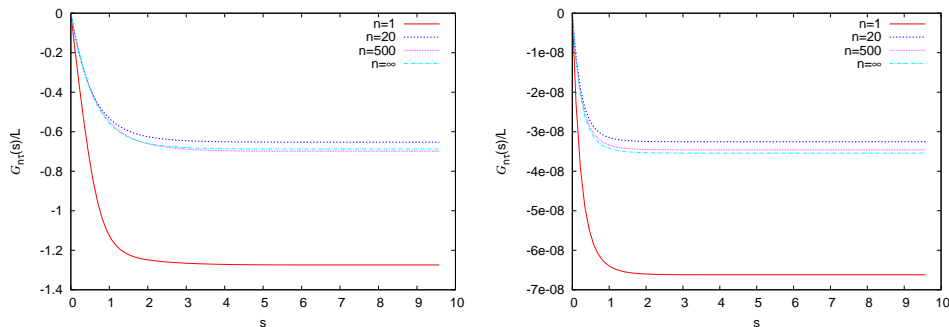 0
-0.2
-0.4
-0.6
-0.8
-1
-1.2
-1.4
0 1 2 3 4 5 6 7 8 9 10
G_nτ(s)/L
s
n=1
n=20
n=500
n=∞
0
-1e-08
-2e-08
-3e-08
-4e-08
-5e-08
-6e-08
-7e-08
0 1 2 3 4 5 6 7 8 9 10
G_nτ(s)/L
s
n=1
n=20
n=500
n=∞